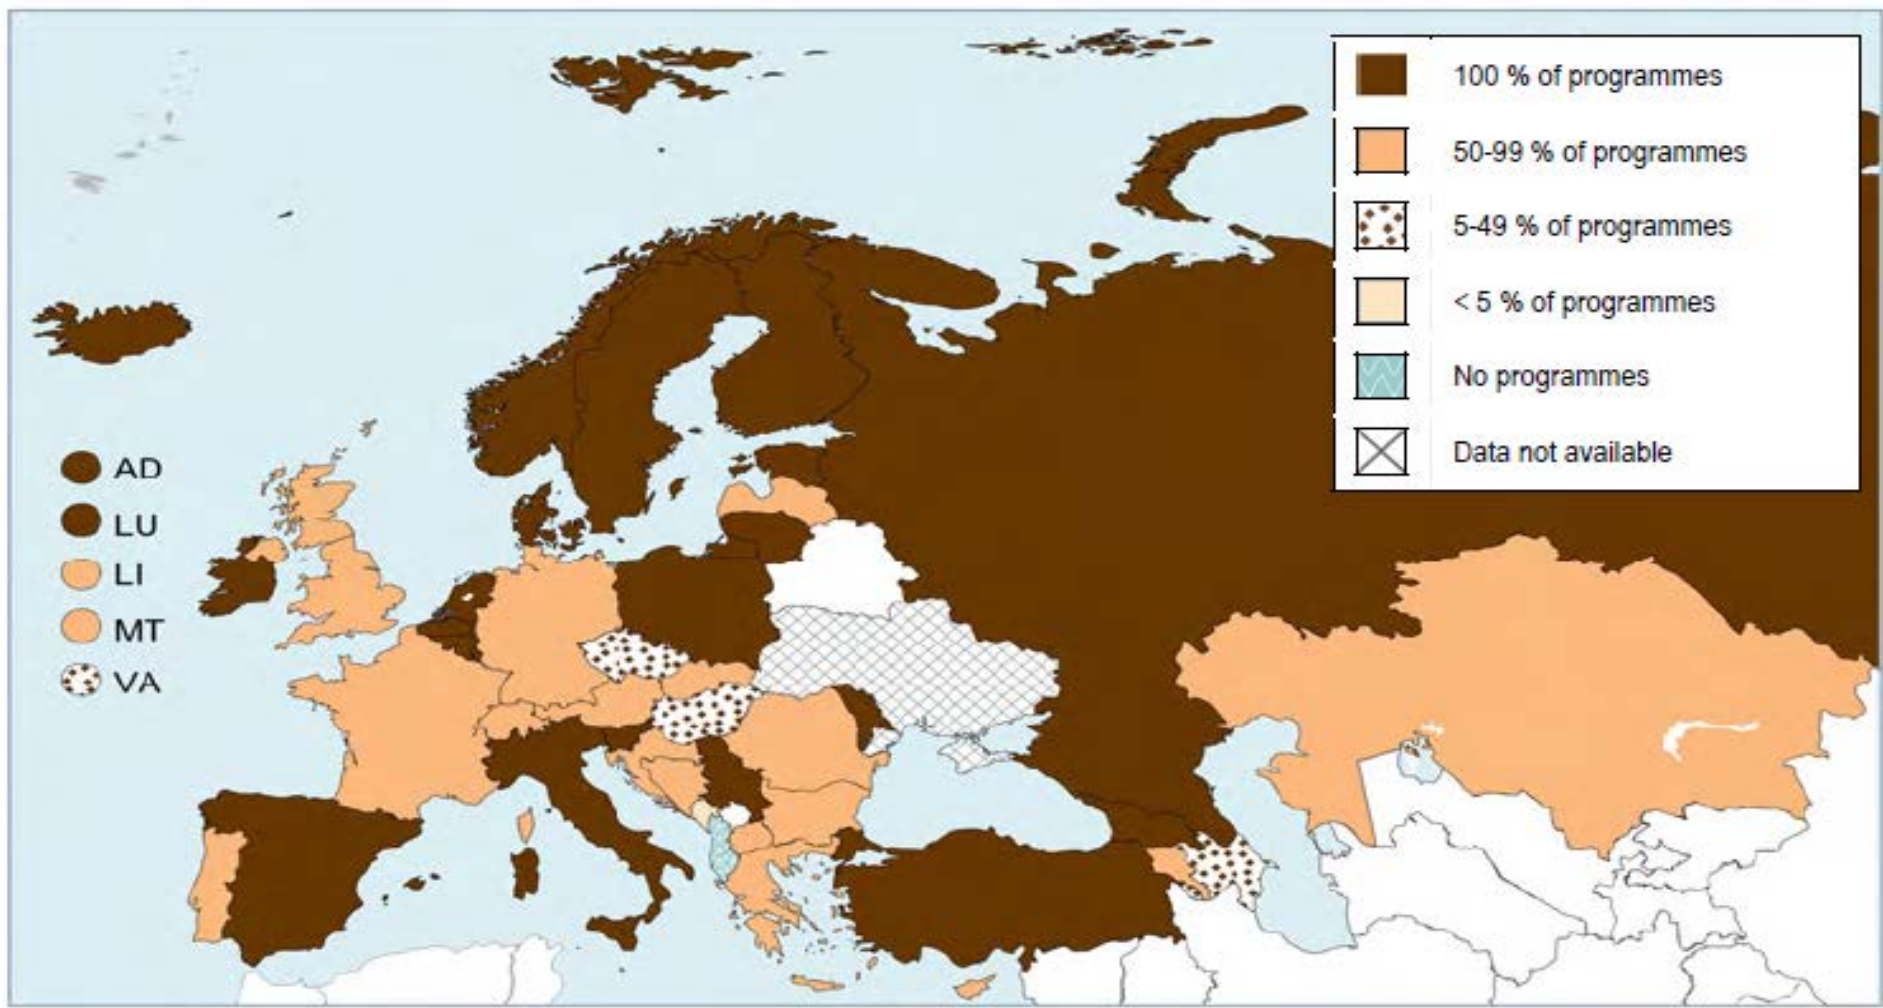 100 % of programmes
50-99 % of programmes
5-49 % of programmes
< 5 % of programmes
No programmes
Data not available
AD
LU
LI
MT
VA